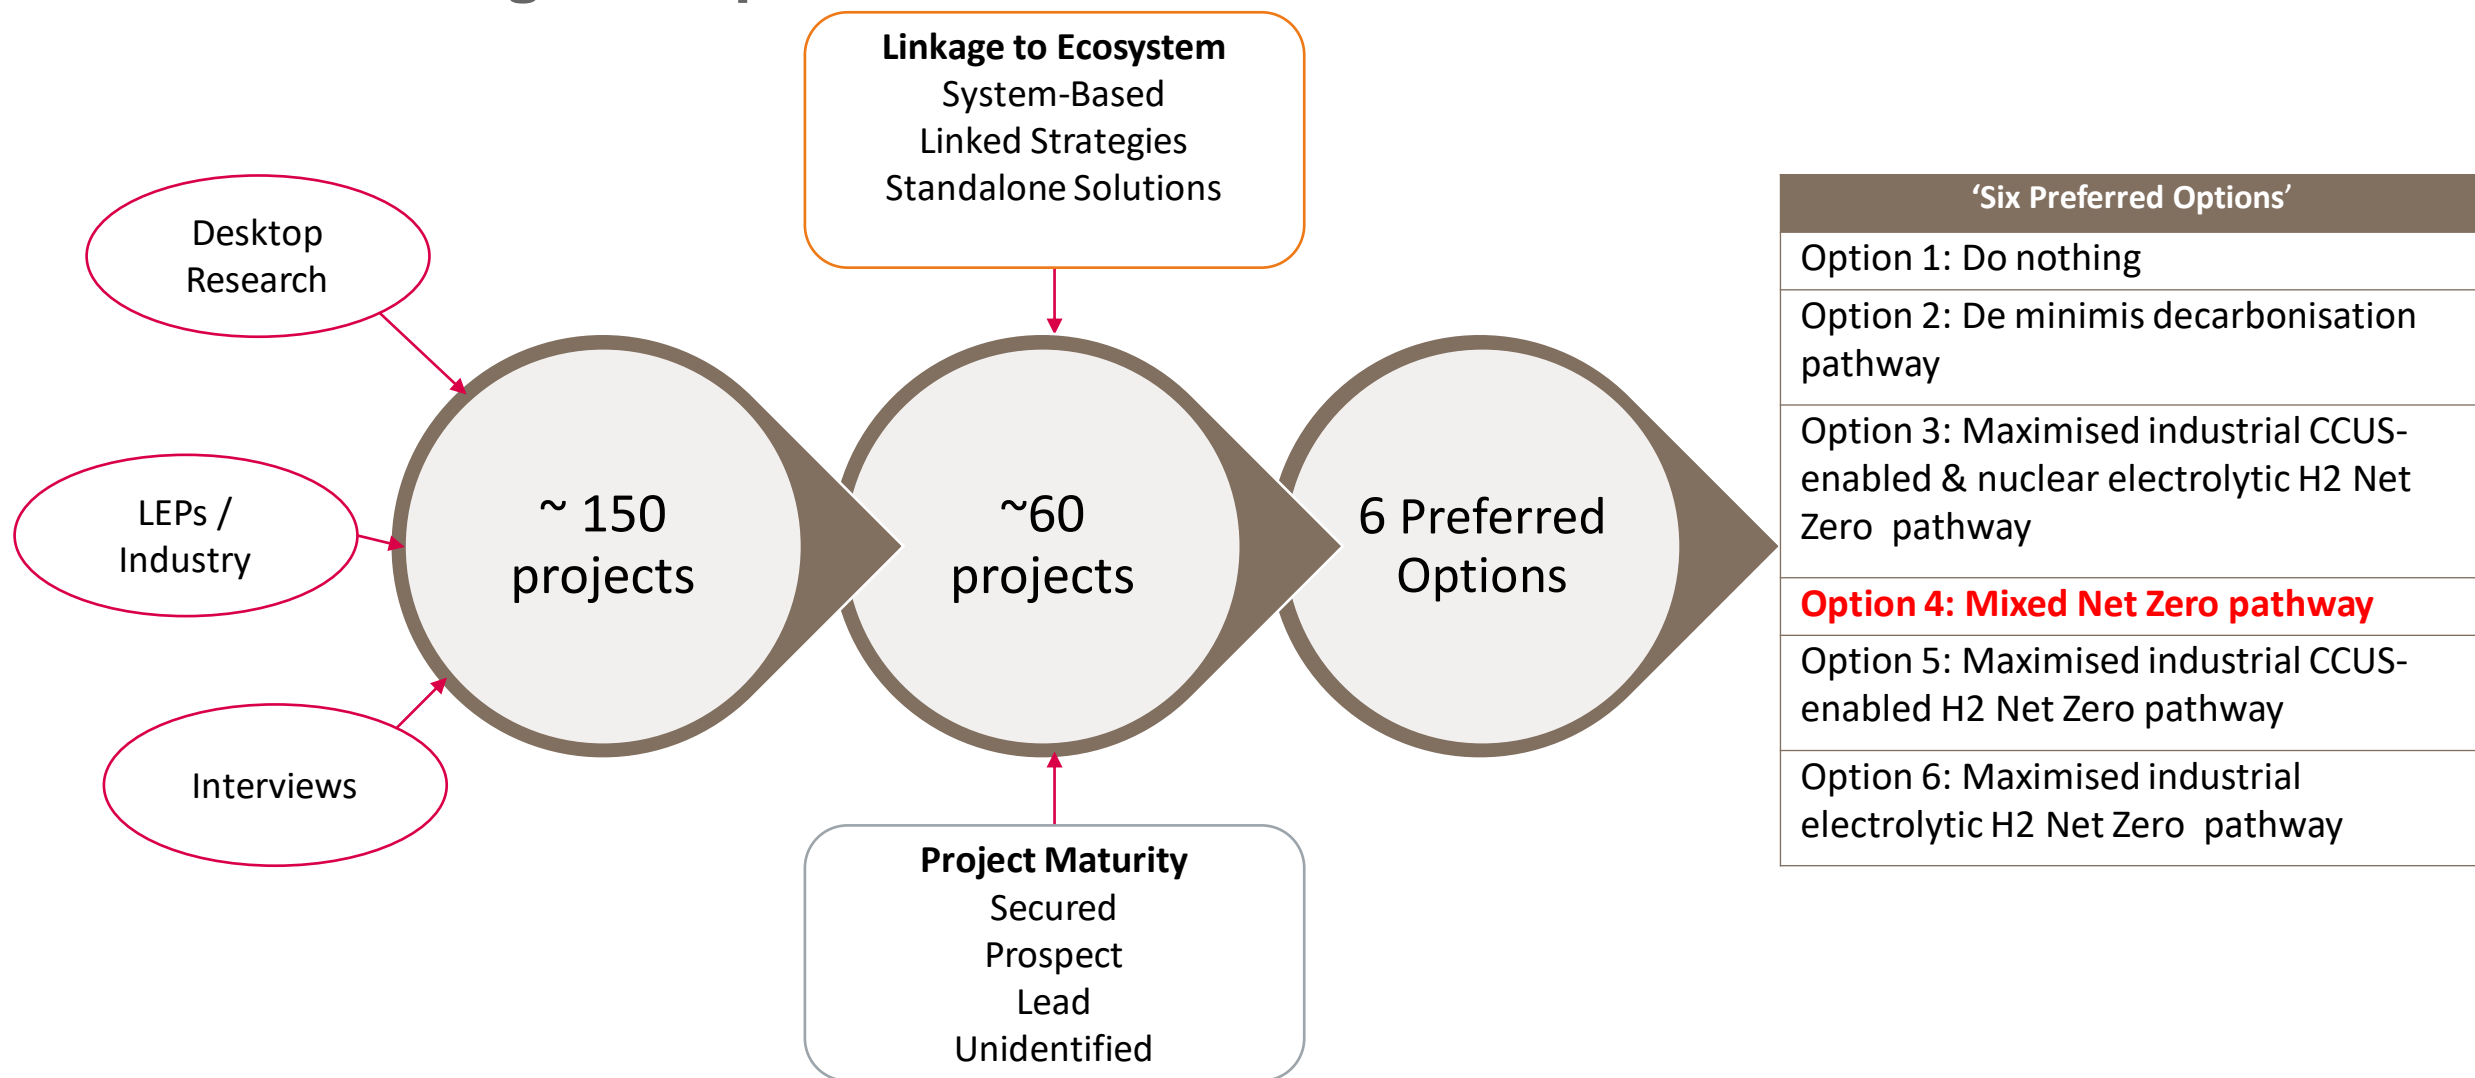 Linkage to Ecosystem
System-Based
Linked Strategies
Standalone Solutions
Desktop
Research
LEPs /
Industry
Interviews
~ 150
projects
~60
projects
6 Preferred
Options
Project Maturity
Secured
Prospect
Lead
Unidentified
‘Six Preferred Options’
Option 1: Do nothing
Option 2: De minimis decarbonisation
pathway
Option 3: Maximised industrial CCUS-
enabled & nuclear electrolytic H2 Net
Zero  pathway
Option 4: Mixed Net Zero pathway
Option 5: Maximised industrial CCUS-
enabled H2 Net Zero pathway
Option 6: Maximised industrial
electrolytic H2 Net Zero  pathway